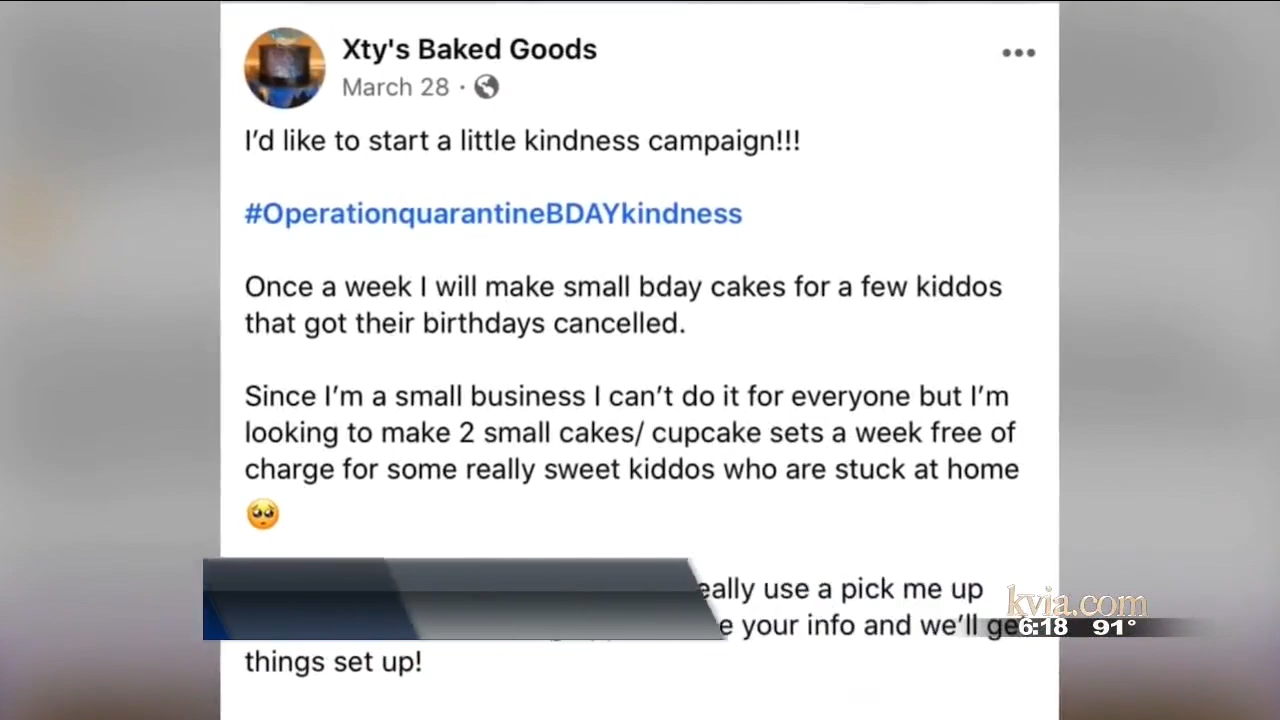 Xty's Baked Goods
March 28 ·
I'd like to start a little kindness campaign!!!
#OperationquarantineBDAYkindness
Once a week I will make small bday cakes for a few kiddos
that got their birthdays cancelled.
Since I'm a small business I can't do it for everyone but I'm
looking to make 2 small cakes/ cupcake sets a week free of
charge for some really sweet kiddos who are stuck at home
use a pick me up
your info and we'll
things set up!
kvia.com
6:18 91°